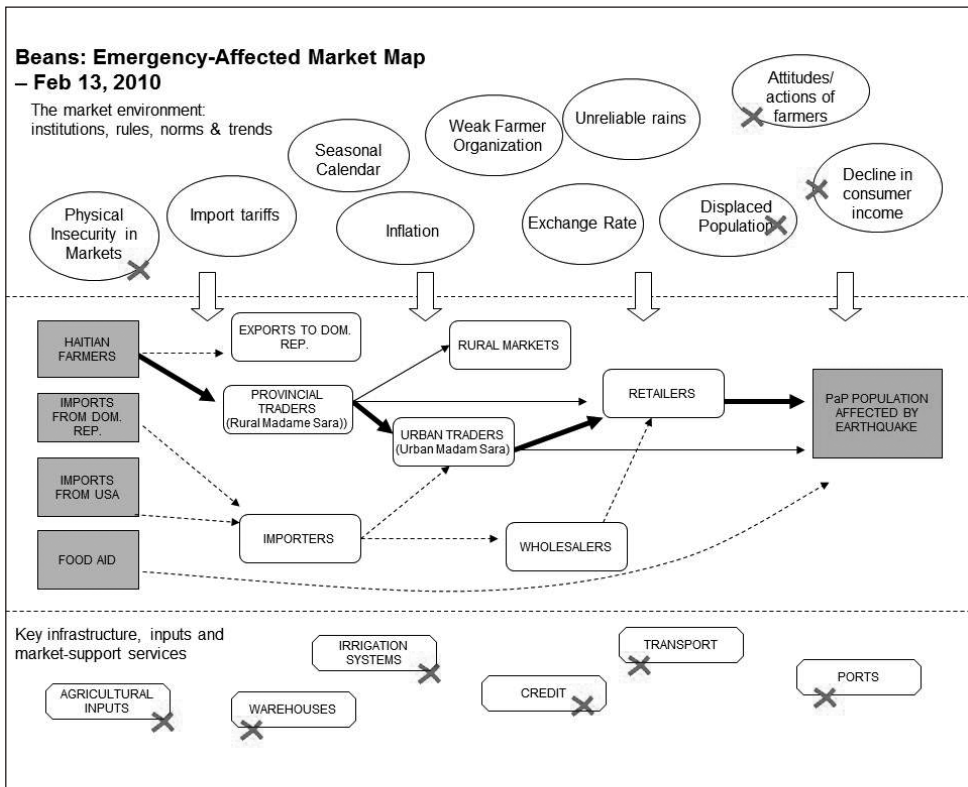 Beans: Emergency-Affected Market Map
– Feb 13, 2010
The market environment:
institutions, rules, norms & trends
Attitudes/
actions of
farmers
Unreliable rains
Weak Farmer
Organization
Seasonal
Calendar
Decline in
consumer
income
Physical
Insecurity in
Markets
Import tariffs
Inflation
Exchange Rate
Displaced
Population
HAITIAN
FARMERS
EXPORTS TO DOM.
REP.
RURAL MARKETS
IMPORTS
FROM DOM.
REP.
PROVINCIAL
TRADERS
(Rural Madame Sara))
RETAILERS
PaP POPULATION
AFFECTED BY
EARTHQUAKE
URBAN TRADERS
(Urban Madam Sara)
IMPORTS
FROM USA
IMPORTERS
WHOLESALERS
FOOD AID
Key infrastructure, inputs and
market-support services
IRRIGATION
SYSTEMS
TRANSPORT
PORTS
AGRICULTURAL
INPUTS
WAREHOUSES
CREDIT